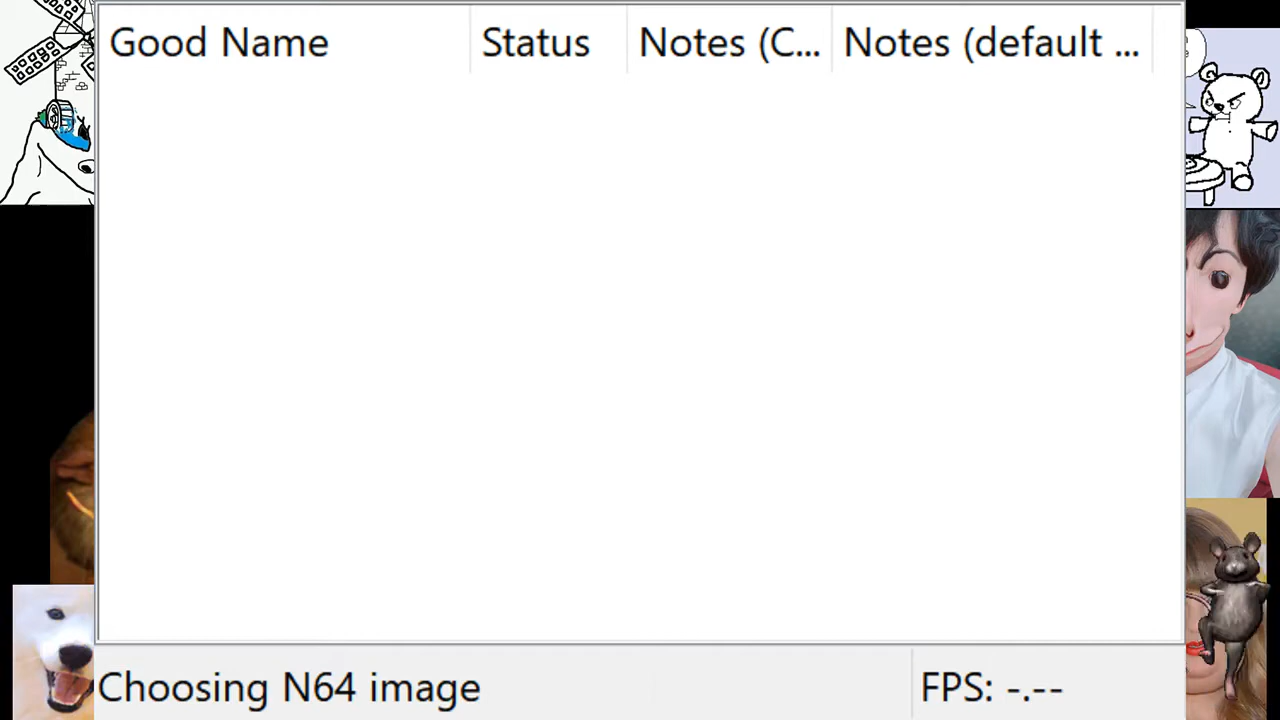 Good Name Status Notes (C... Notes (default ...
Choosing N64 image FPS: -.--